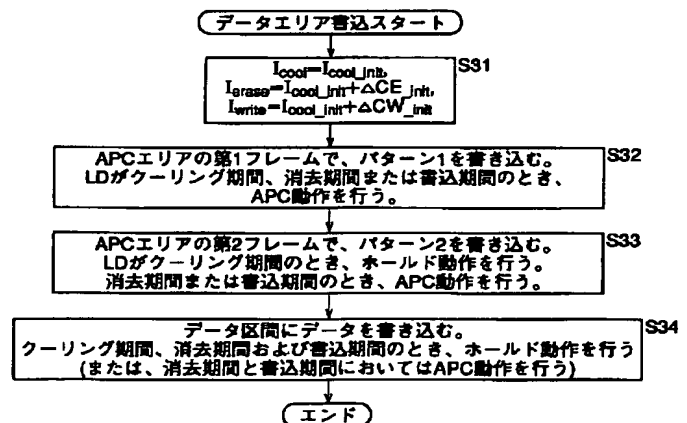 データエリア書込スタート
S31
Icool=Icool_init,
Ierase=Icool_init+△CE_init,
Iwrite=Icool_init+△CW_init
S32
APCエリアの第1フレームで、パターン1を書き込む。
LDがクーリング期間、消去期間または書込期間のとき、
APC動作を行う。
S33
APCエリアの第2フレームで、パターン2を書き込む。
LDがクーリング期間のとき、ホールド動作を行う。
消去期間または書込期間のとき、APC動作を行う。
S34
データ区間にデータを書き込む。
クーリング期間、消去期間および書込期間のとき、ホールド動作を行う
(または、消去期間と書込期間においてはAPC動作を行う)
エンド